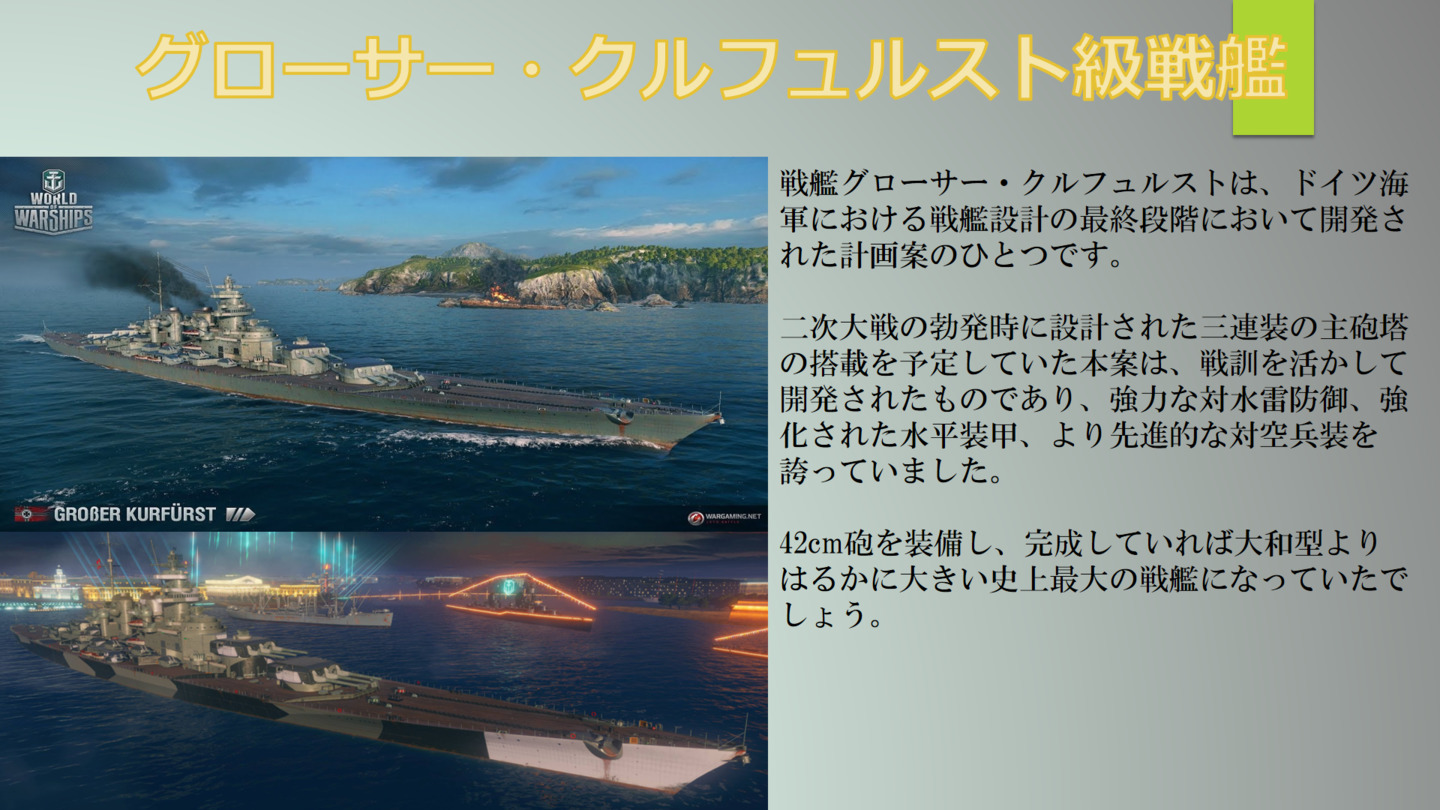 グローサー・クルフュルスト級戦艦
WORLD
OF
WARSHIPS
戦艦グローサー・クルフュルストは、ドイツ海
軍における戦艦設計の最終段階において開発さ
れた計画案のひとつです。
二次大戦の勃発時に設計された三連装の主砲塔
の搭載を予定していた本案は、戦訓を活かして
開発されたものであり、強力な対水雷防御、強
化された水平装甲、より先進的な対空兵装を
誇っていました。
42cm砲を装備し、完成していれば大和型より
はるかに大きい史上最大の戦艦になっていたで
しょう。
GROẞER KURFÜRST
WARGAMING.NET